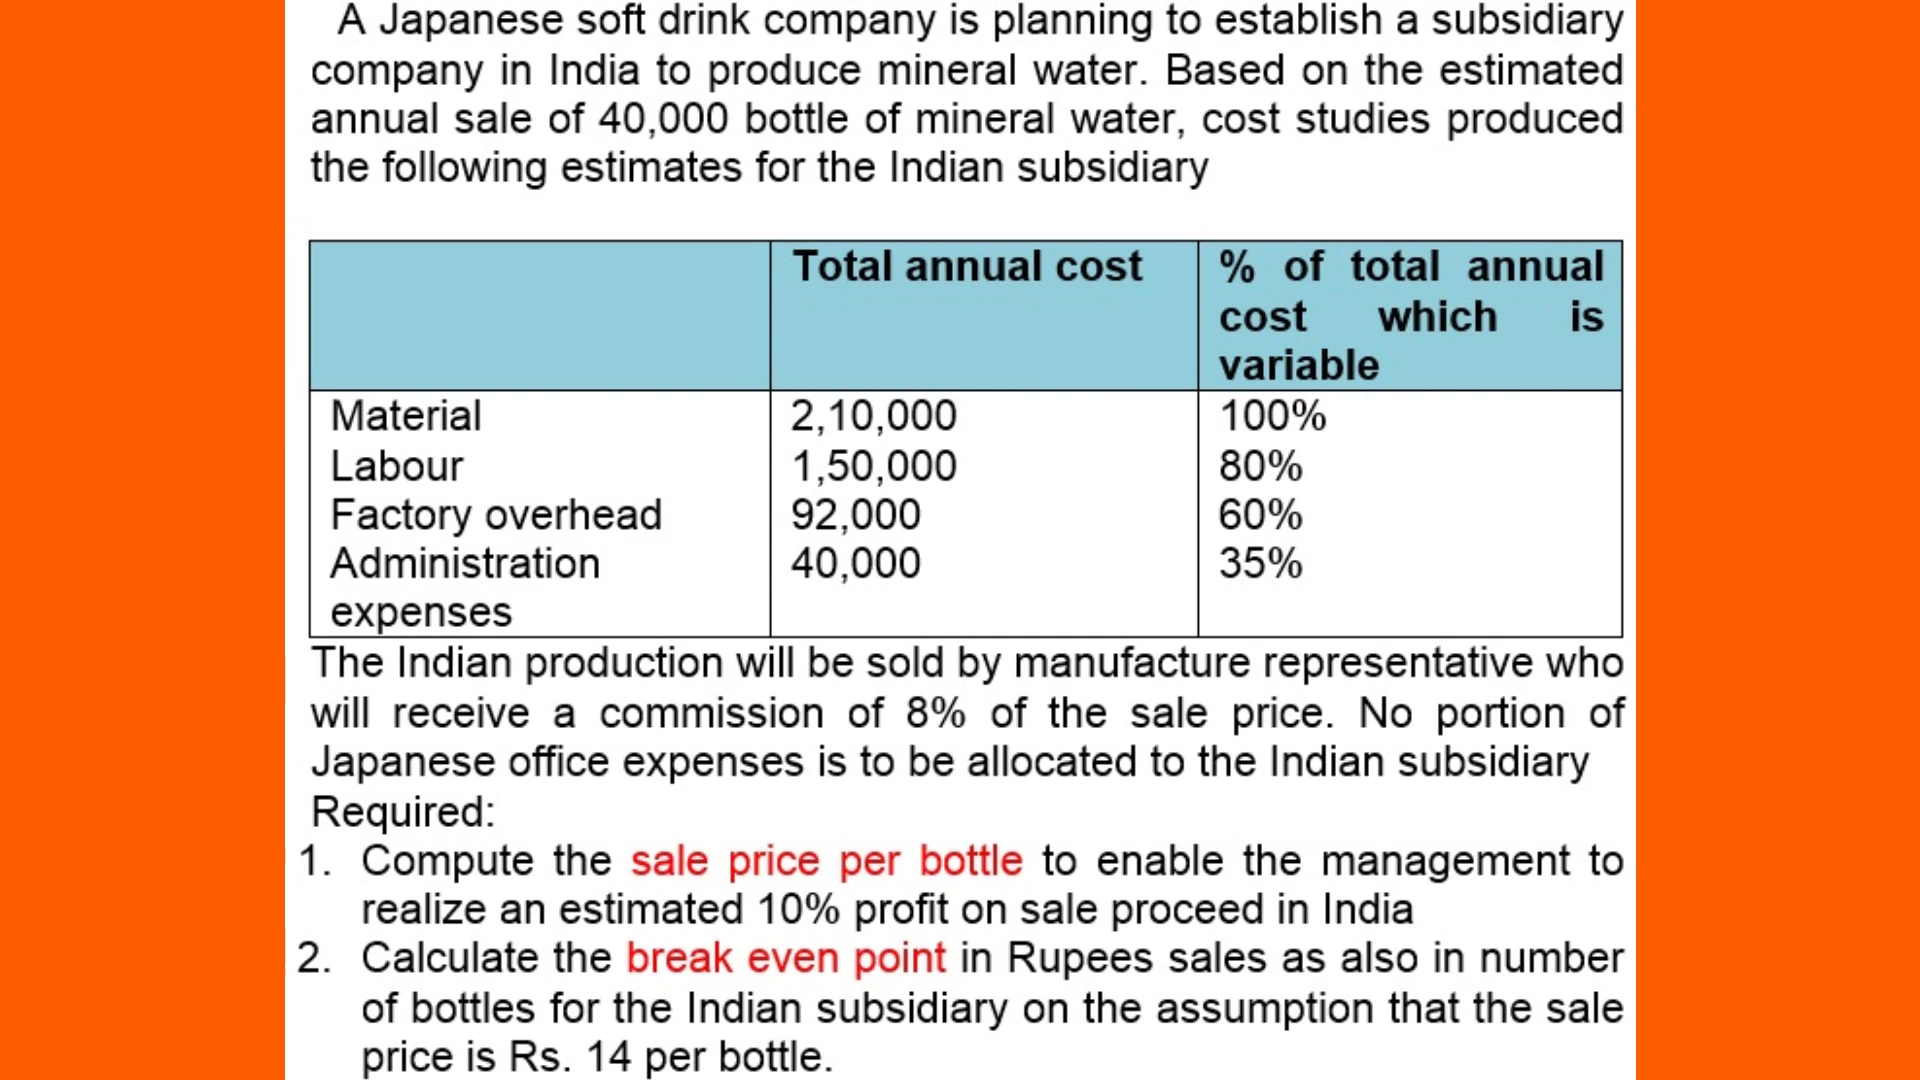 A Japanese soft drink company is planning to establish a subsidiary
company in India to produce mineral water. Based on the estimated
annual sale of 40,000 bottle of mineral water, cost studies produced
the following estimates for the Indian subsidiary
Total annual cost
% of total annual
cost which is
variable
Material 2,10,000 100%
Labour 1,50,000 80%
Factory overhead 92,000 60%
Administration 40,000 35%
expenses
The Indian production will be sold by manufacture representative who
will receive a commission of 8% of the sale price. No portion of
Japanese office expenses is to be allocated to the Indian subsidiary
Required:
1. Compute the sale price per bottle to enable the management to
realize an estimated 10% profit on sale proceed in India
2. Calculate the break even point in Rupees sales as also in number
of bottles for the Indian subsidiary on the assumption that the sale
price is Rs. 14 per bottle.